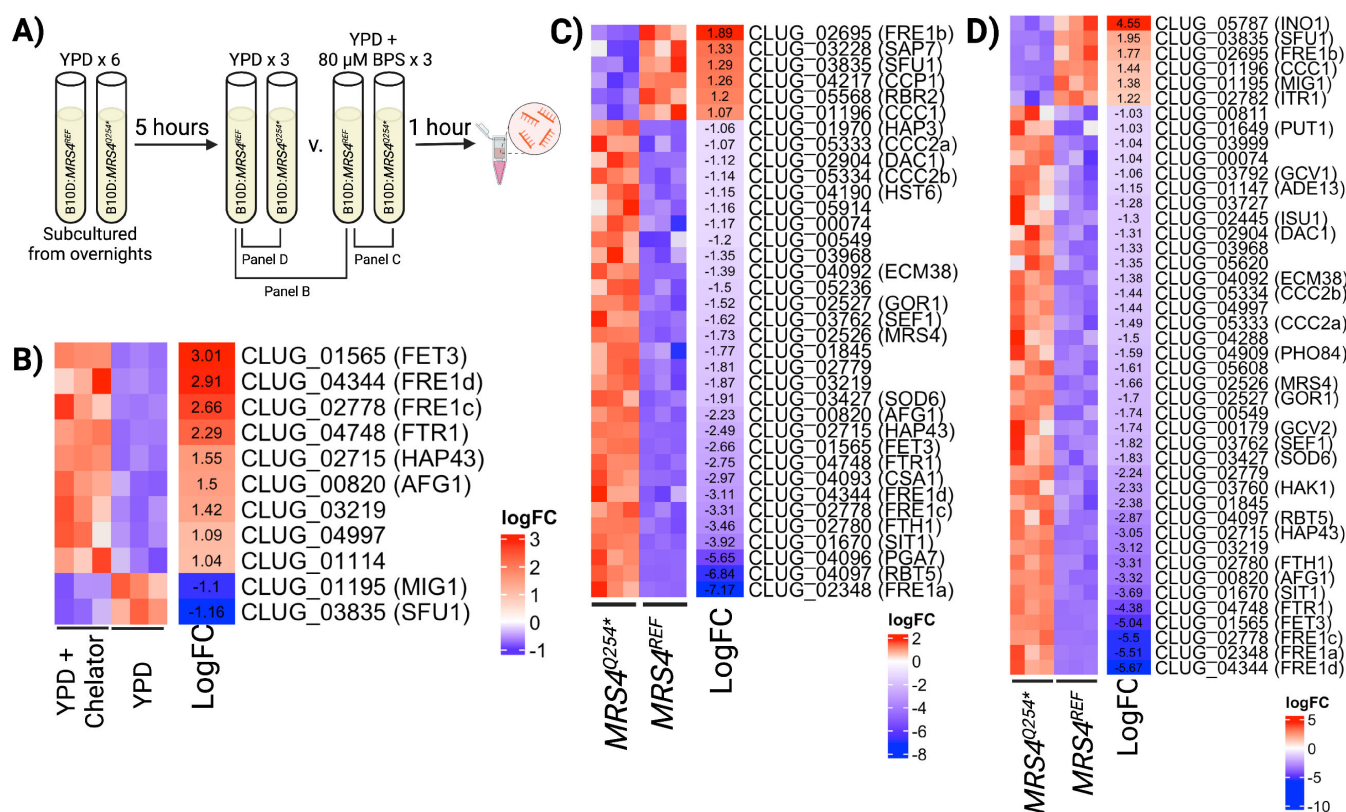 A)
YPD x 6
YPD x 3
YPD +
80 µM BPS x 3
5 hours
v.
1 hour
B10D:MRS4REF
B10D:MRS4Q254*
B10D:MRS4REF
B10D:MRS4Q254*
B10D:MRS4REF
B10D:MRS4Q254*
Subcultured
from overnights
Panel D
Panel C
Panel B
B)
3.01 CLUG_01565 (FET3)
2.91 CLUG_04344 (FRE1d)
2.66 CLUG_02778 (FRE1c)
2.29 CLUG_04748 (FTR1)
1.55 CLUG_02715 (HAP43)
1.5 CLUG_00820 (AFG1)
1.42 CLUG_03219
1.09 CLUG_04997
1.04 CLUG_01114
-1.1 CLUG_01195 (MIG1)
-1.16 CLUG_03835 (SFU1)
YPD +
Chelator
YPD
LogFC
logFC
3
2
1
0
-1
C)
1.89 CLUG_02695 (FRE1b)
1.33 CLUG_03228 (SAP7)
1.29 CLUG_03835 (SFU1)
1.26 CLUG_04217 (CCP1)
1.2 CLUG_05568 (RBR2)
1.07 CLUG_01196 (CCC1)
-1.06 CLUG_01970 (HAP3)
-1.07 CLUG_05333 (CCC2a)
-1.12 CLUG_02904 (DAC1)
-1.14 CLUG_05334 (CCC2b)
-1.15 CLUG_04190 (HST6)
-1.16 CLUG_05914
-1.17 CLUG_00074
-1.2 CLUG_00549
-1.35 CLUG_03968
-1.39 CLUG_04092 (ECM38)
-1.5 CLUG_05236
-1.52 CLUG_02527 (GOR1)
-1.62 CLUG_03762 (SEF1)
-1.73 CLUG_02526 (MRS4)
-1.77 CLUG_01845
-1.81 CLUG_02779
-1.87 CLUG_03219
-1.91 CLUG_03427 (SOD6)
-2.23 CLUG_00820 (AFG1)
-2.49 CLUG_02715 (HAP43)
-2.66 CLUG_01565 (FET3)
-2.75 CLUG_04748 (FTR1)
-2.97 CLUG_04093 (CSA1)
-3.11 CLUG_04344 (FRE1d)
-3.31 CLUG_02778 (FRE1c)
-3.46 CLUG_02780 (FTH1)
-3.92 CLUG_01670 (SIT1)
-5.65 CLUG_04096 (PGA7)
-6.84 CLUG_04097 (RBT5)
-7.17 CLUG_02348 (FRE1a)
MRS4Q254*
MRS4REF
LogFC
logFC
2
0
-2
-4
-6
-8
D)
4.55 CLUG_05787 (INO1)
1.95 CLUG_03835 (SFU1)
1.77 CLUG_02695 (FRE1b)
1.44 CLUG_01196 (CCC1)
1.38 CLUG_01195 (MIG1)
1.22 CLUG_02782 (ITR1)
-1.03 CLUG_00811
-1.03 CLUG_01649 (PUT1)
-1.04 CLUG_03999
-1.04 CLUG_00074
-1.06 CLUG_03792 (GCV1)
-1.15 CLUG_01147 (ADE13)
-1.28 CLUG_03727
-1.3 CLUG_02445 (ISU1)
-1.31 CLUG_02904 (DAC1)
-1.33 CLUG_03968
-1.35 CLUG_05620
-1.38 CLUG_04092 (ECM38)
-1.44 CLUG_05334 (CCC2b)
-1.44 CLUG_04997
-1.49 CLUG_05333 (CCC2a)
-1.5 CLUG_04288
-1.59 CLUG_04909 (PHO84)
-1.61 CLUG_05608
-1.66 CLUG_02526 (MRS4)
-1.7 CLUG_02527 (GOR1)
-1.74 CLUG_00549
-1.74 CLUG_00179 (GCV2)
-1.82 CLUG_03762 (SEF1)
-1.83 CLUG_03427 (SOD6)
-2.24 CLUG_02779
-2.33 CLUG_03760 (HAK1)
-2.38 CLUG_01845
-2.87 CLUG_04097 (RBT5)
-3.05 CLUG_02715 (HAP43)
-3.12 CLUG_03219
-3.31 CLUG_02780 (FTH1)
-3.32 CLUG_00820 (AFG1)
-3.69 CLUG_01670 (SIT1)
-4.38 CLUG_04748 (FTR1)
-5.04 CLUG_01565 (FET3)
-5.5 CLUG_02778 (FRE1c)
-5.51 CLUG_02348 (FRE1a)
-5.67 CLUG_04344 (FRE1d)
MRS4Q254*
MRS4REF
LogFC
logFC
5
0
-5
-10